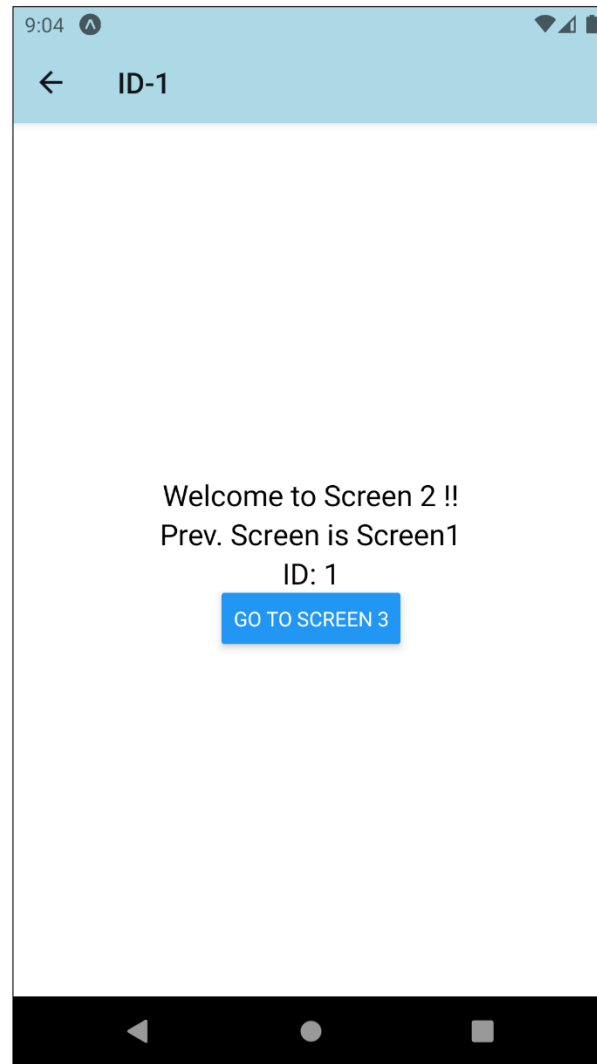 9:04
ID-1
Welcome to Screen 2 !!
Prev. Screen is Screen1
ID: 1
GO TO SCREEN 3